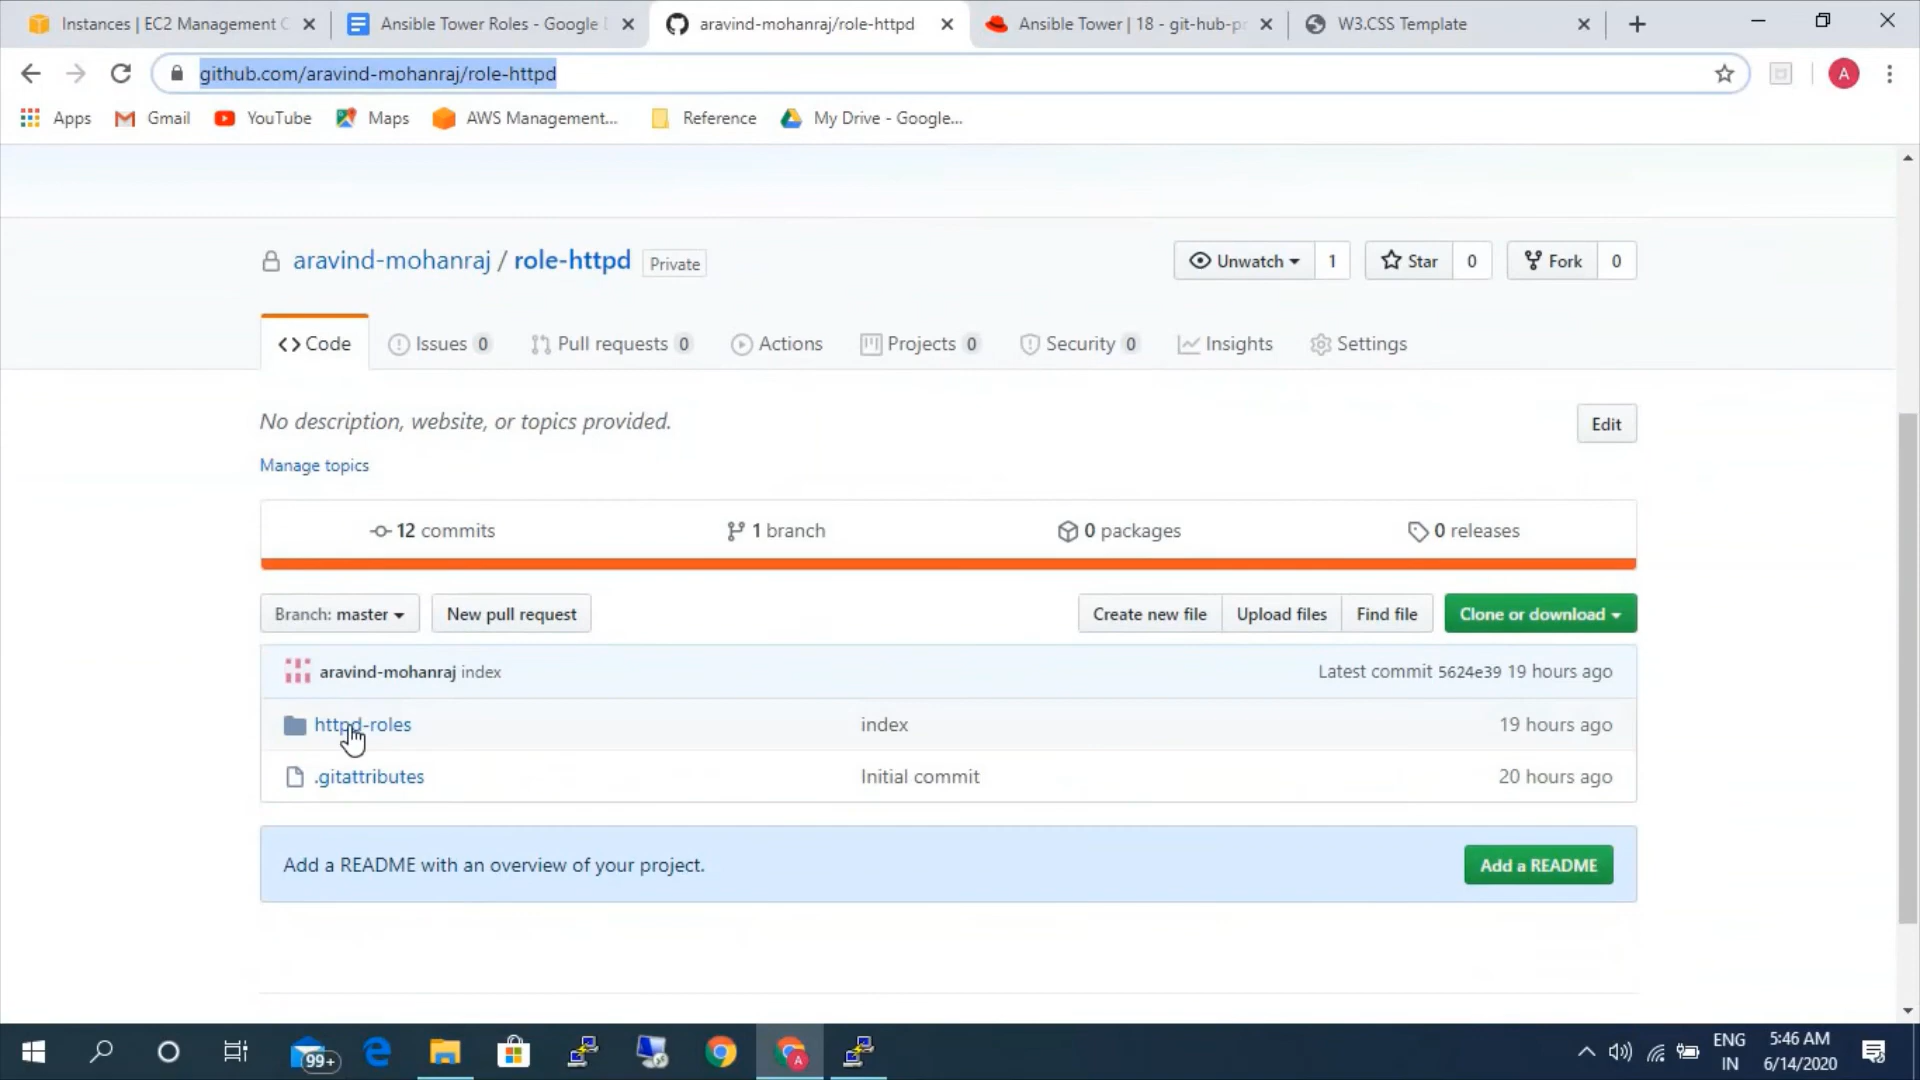 Instances | EC2 Management C
Ansible Tower Roles - Google D
aravind-mohanraj/role-httpd
Ansible Tower | 18 - git-hub-pr
W3.CSS Template
github.com/aravind-mohanraj/role-httpd
A
Apps
Gmail
YouTube
Maps
AWS Management...
Reference
My Drive - Google...
aravind-mohanraj / role-httpd Private
Unwatch 1
Star 0
Fork 0
Code
Issues 0
Pull requests 0
Actions
Projects 0
Security 0
Insights
Settings
No description, website, or topics provided.
Edit
Manage topics
12 commits
1 branch
0 packages
0 releases
Branch: master
New pull request
Create new file
Upload files
Find file
Clone or download
aravind-mohanraj index
Latest commit 5624e39 19 hours ago
httpd-roles
index
19 hours ago
.gitattributes
Initial commit
20 hours ago
Add a README with an overview of your project.
Add a README
99+
A
ENG
IN
5:46 AM
6/14/2020